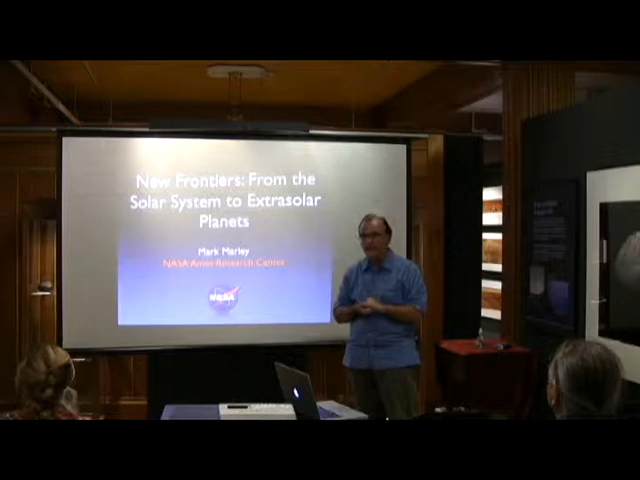 New Frontiers: From the
Solar System to Extrasolar
Planets
Mark Marley
NASA Ames Research Center
NASA